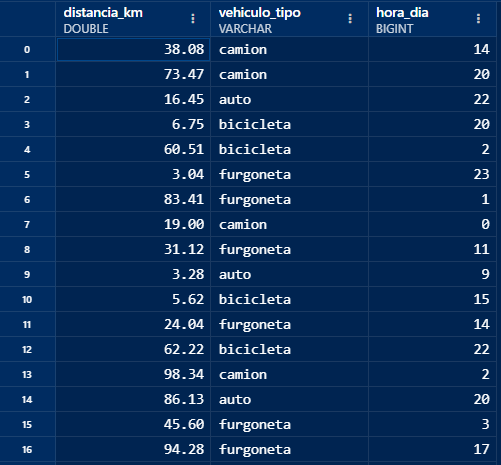 distancia_km vehiculo_tipo hora_dia
DOUBLE VARCHAR BIGINT
0 38.08 camion 14
1 73.47 camion 20
2 16.45 auto 22
3 6.75 bicicleta 20
4 60.51 bicicleta 2
5 3.04 furgoneta 23
6 83.41 furgoneta 1
7 19.00 camion 0
8 31.12 furgoneta 11
9 3.28 auto 9
10 5.62 bicicleta 15
11 24.04 furgoneta 14
12 62.22 bicicleta 22
13 98.34 camion 2
14 86.13 auto 20
15 45.60 furgoneta 3
16 94.28 furgoneta 17